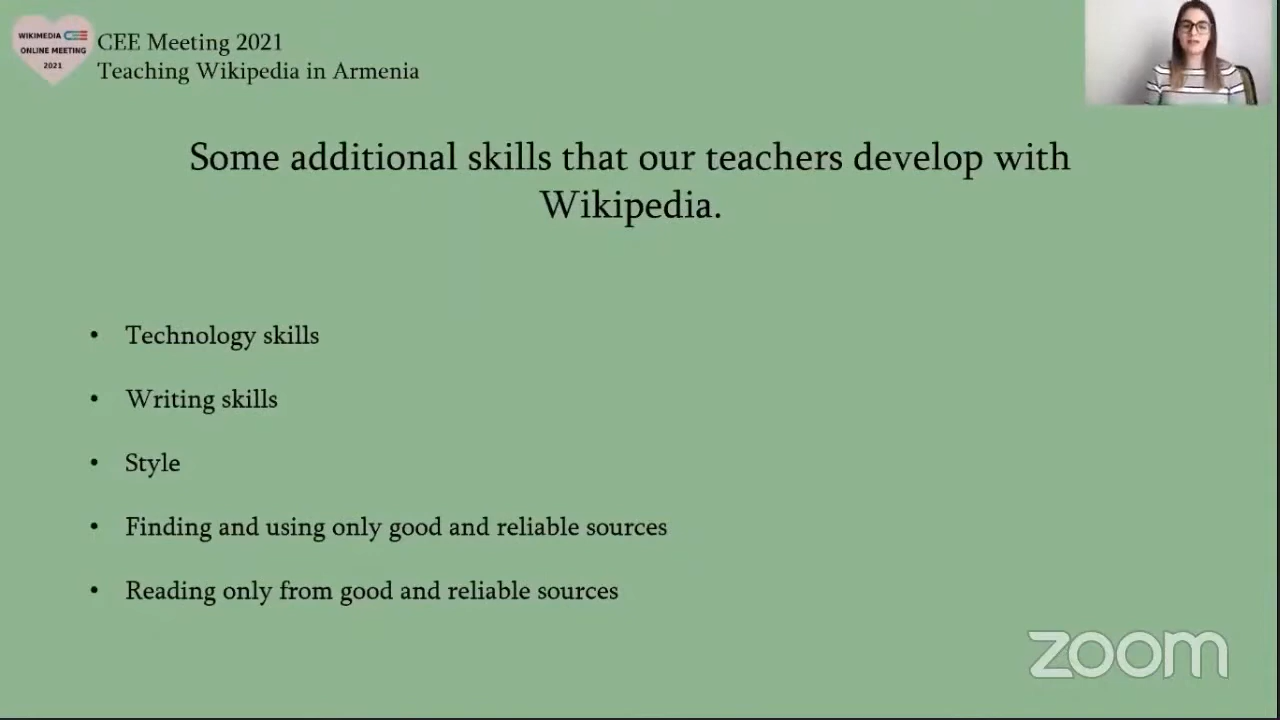 WIKIMEDIA CEE
ONLINE MEETING
2021
CEE Meeting 2021
Teaching Wikipedia in Armenia
Some additional skills that our teachers develop with
Wikipedia.
• Technology skills
• Writing skills
• Style
• Finding and using only good and reliable sources
• Reading only from good and reliable sources
zoom